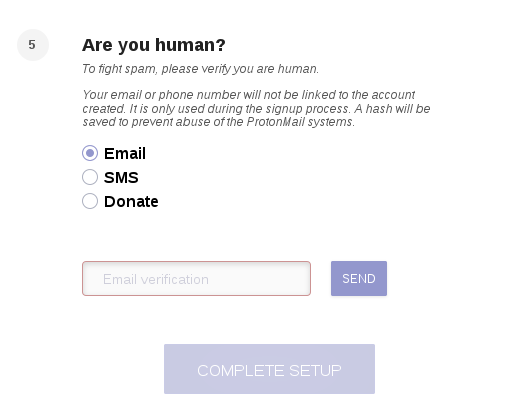 5
Are you human?
To fight spam, please verify you are human.
Your email or phone number will not be linked to the account
created. It is only used during the signup process. A hash will be
saved to prevent abuse of the ProtonMail systems.
Email
SMS
Donate
Email verification
SEND
COMPLETE SETUP